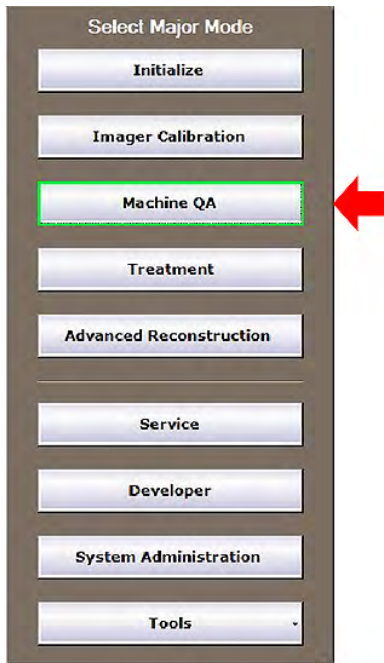 Select Major Mode
Initialize
Imager Calibration
Machine QA
Treatment
Advanced Reconstruction
Service
Developer
System Administration
Tools